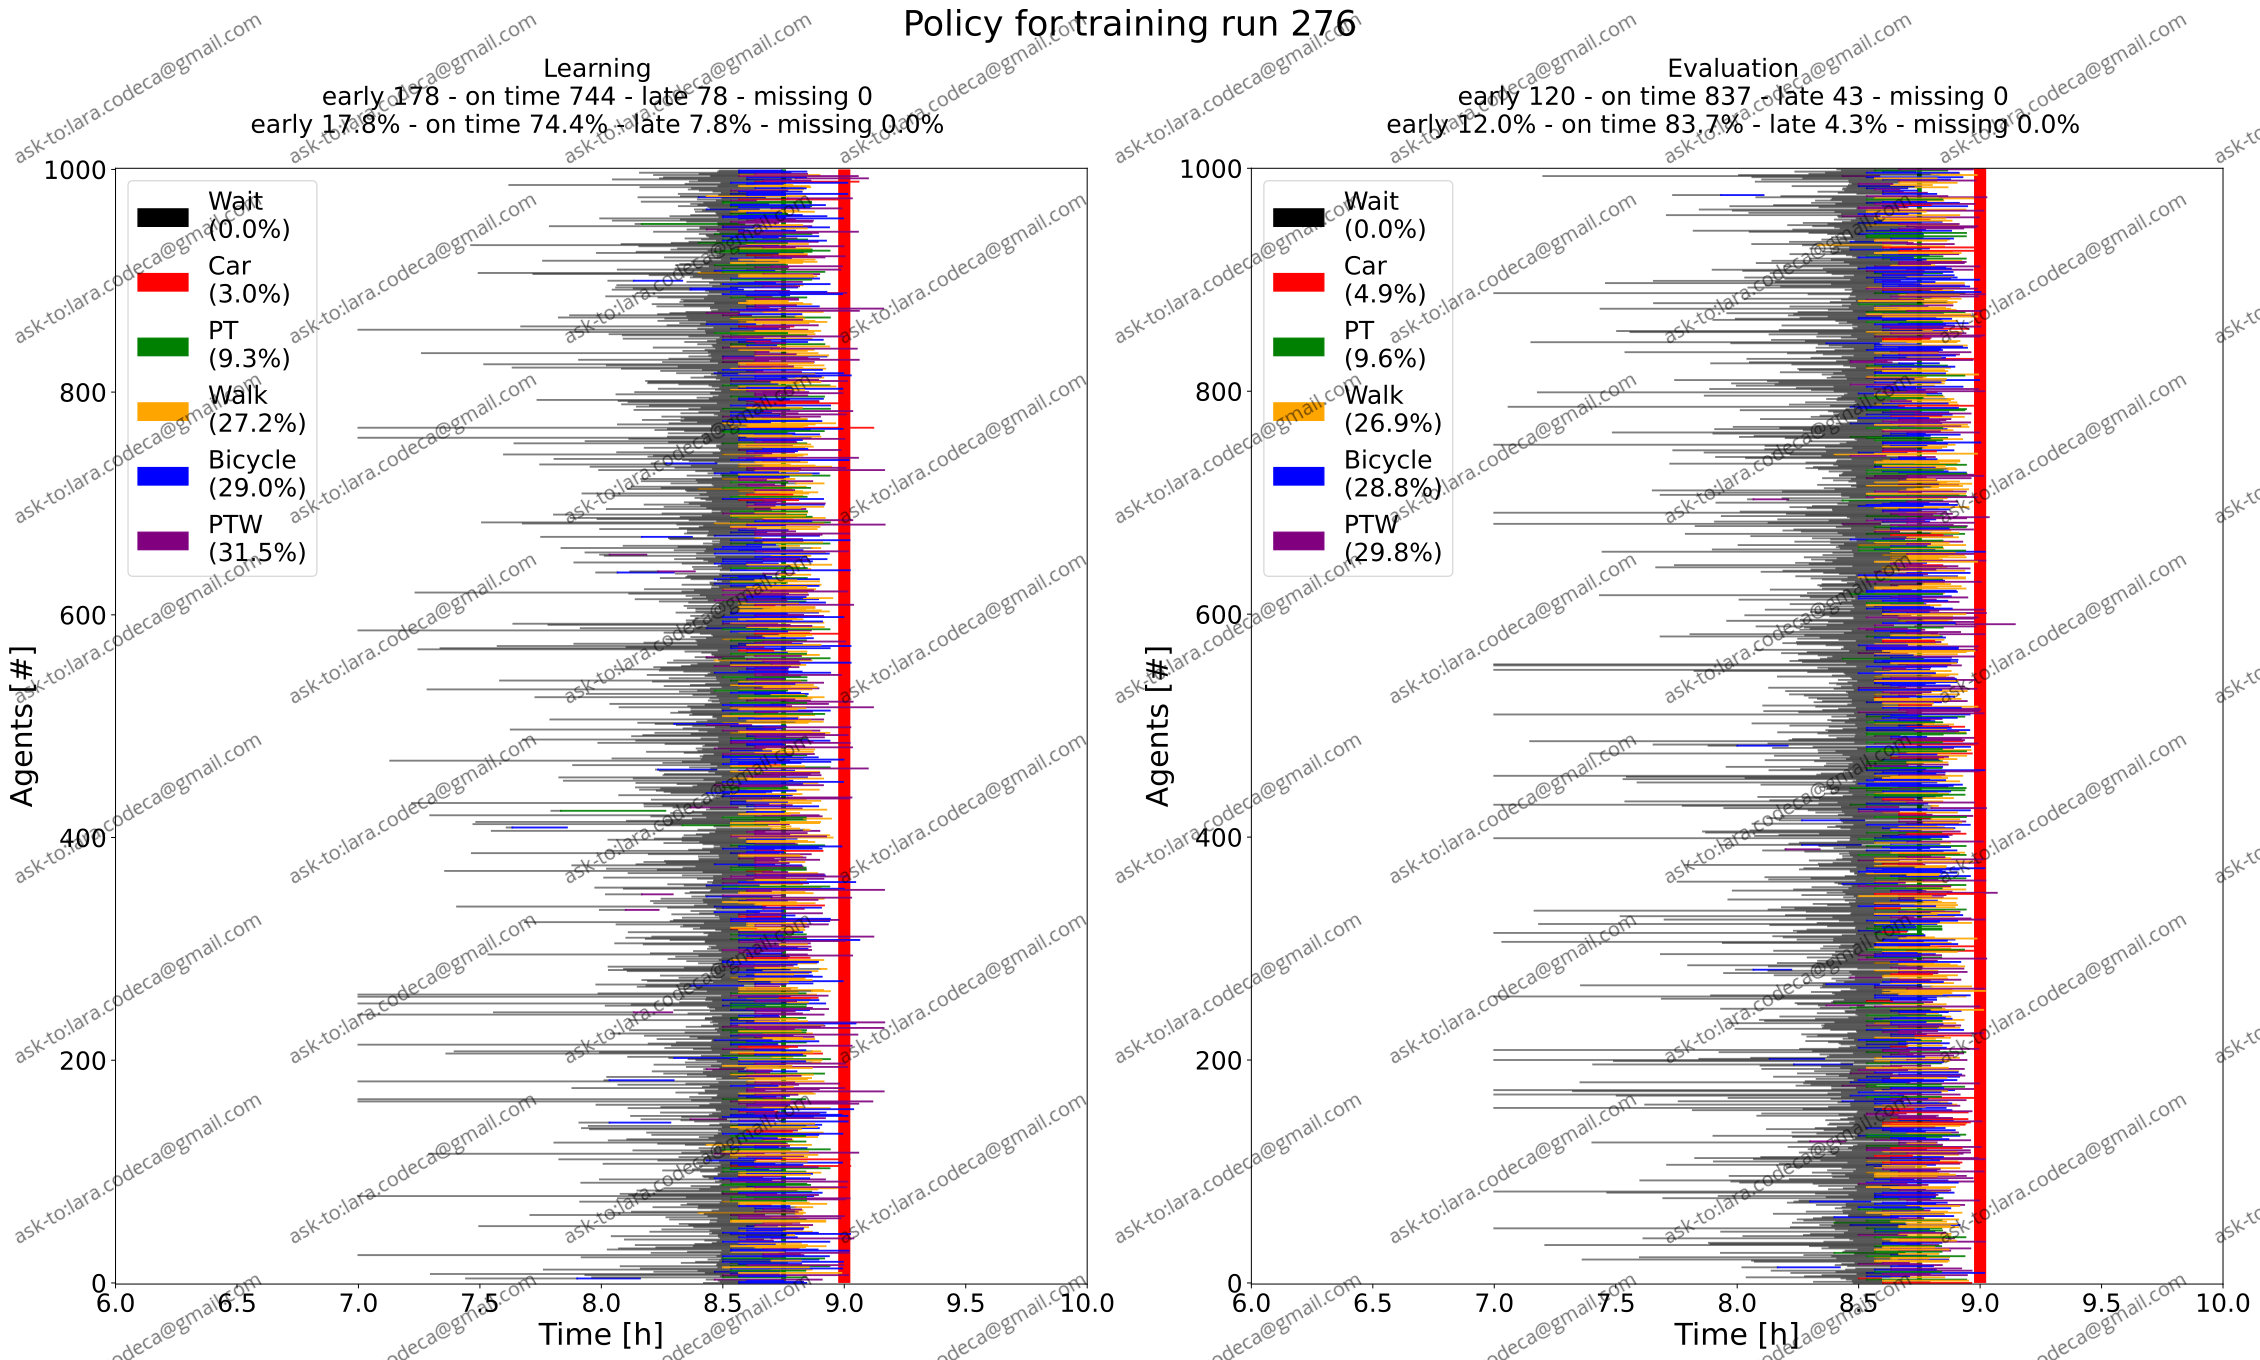 Policy for training run 276
Learning
early 178 - on time 744 - late 78 - missing 0
early 17.8% - on time 74.4% - late 7.8% - missing 0.0%
Wait
(0.0%)
Car
(3.0%)
PT
(9.3%)
Walk
(27.2%)
Bicycle
(29.0%)
PTW
(31.5%)
1000
800
600
400
200
0
Agents [#]
6.0 6.5 7.0 7.5 8.0 8.5 9.0 9.5 10.0
Time [h]
Evaluation
early 120 - on time 837 - late 43 - missing 0
early 12.0% - on time 83.7% - late 4.3% - missing 0.0%
Wait
(0.0%)
Car
(4.9%)
PT
(9.6%)
Walk
(26.9%)
Bicycle
(28.8%)
PTW
(29.8%)
1000
800
600
400
200
0
Agents [#]
6.0 6.5 7.0 7.5 8.0 8.5 9.0 9.5 10.0
Time [h]
ask-to:lara.codeca@gmail.com